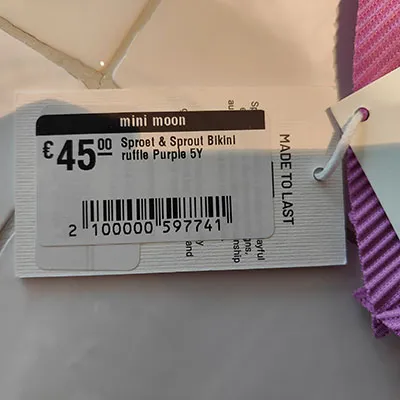 mini moon
€4500
Sproet & Sprout Bikini
ruffle Purple 5Y
2 100000 597741
MADE TO LAST